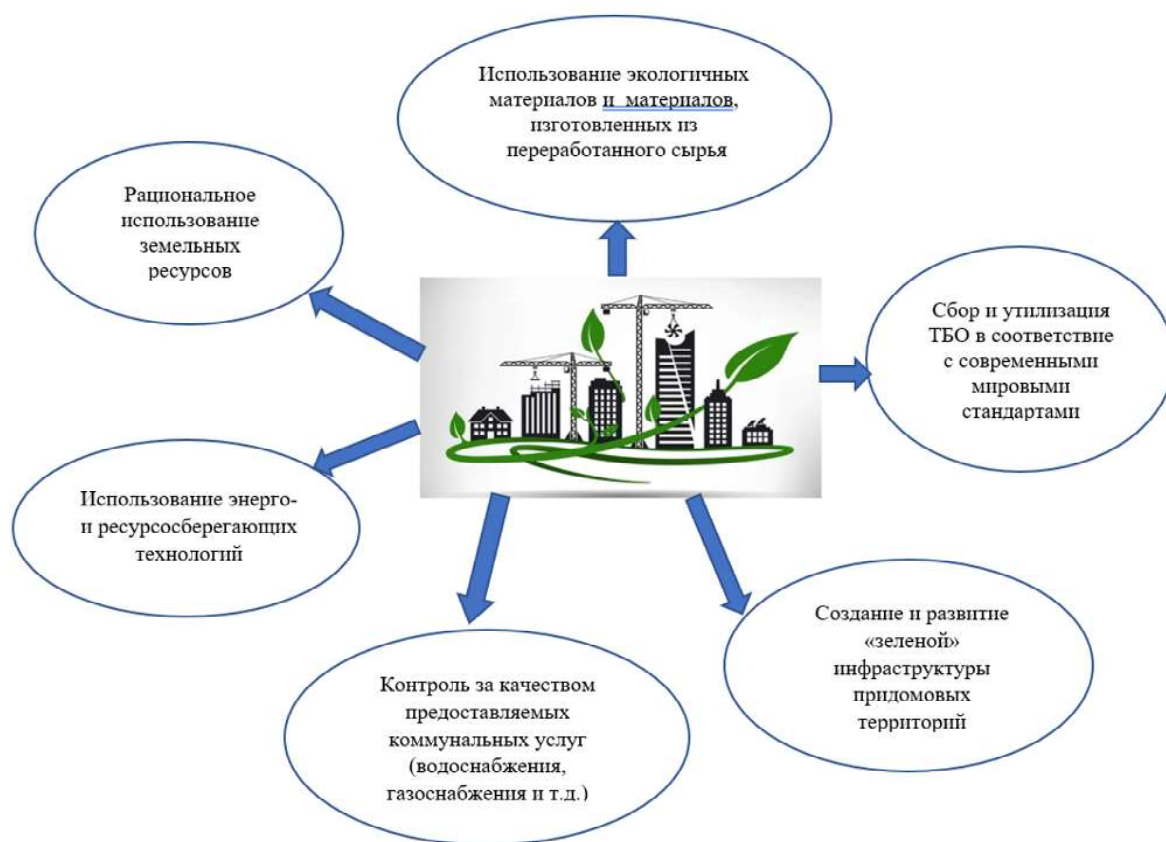 Использование экологичных
материалов и материалов,
изготовленных из
переработанного сырья
Рациональное
использование
земельных
ресурсов
Сбор и утилизация
ТБО в соответствие
с современными
мировыми
стандартами
Использование энерго-
и ресурсосберегающих
технологий
Создание и развитие
«зеленой»
инфраструктуры
придомовых
территорий
Контроль за качеством
предоставляемых
коммунальных услуг
(водоснабжения,
газоснабжения и т.д.)